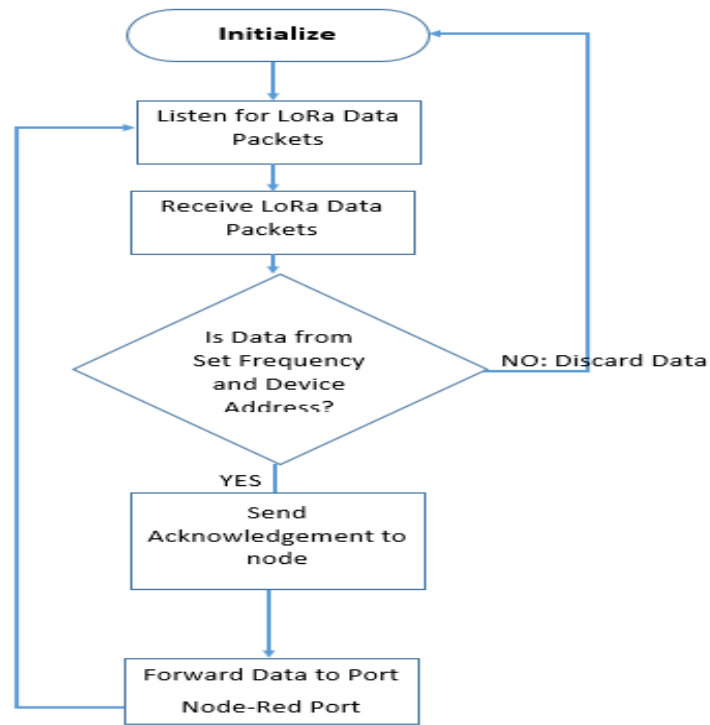 Initialize
Listen for LoRa Data
Packets
Receive LoRa Data
Packets
Is Data from
Set Frequency
and Device
Address?
NO: Discard Data
YES
Send
Acknowledgement to
node
Forward Data to Port
Node-Red Port